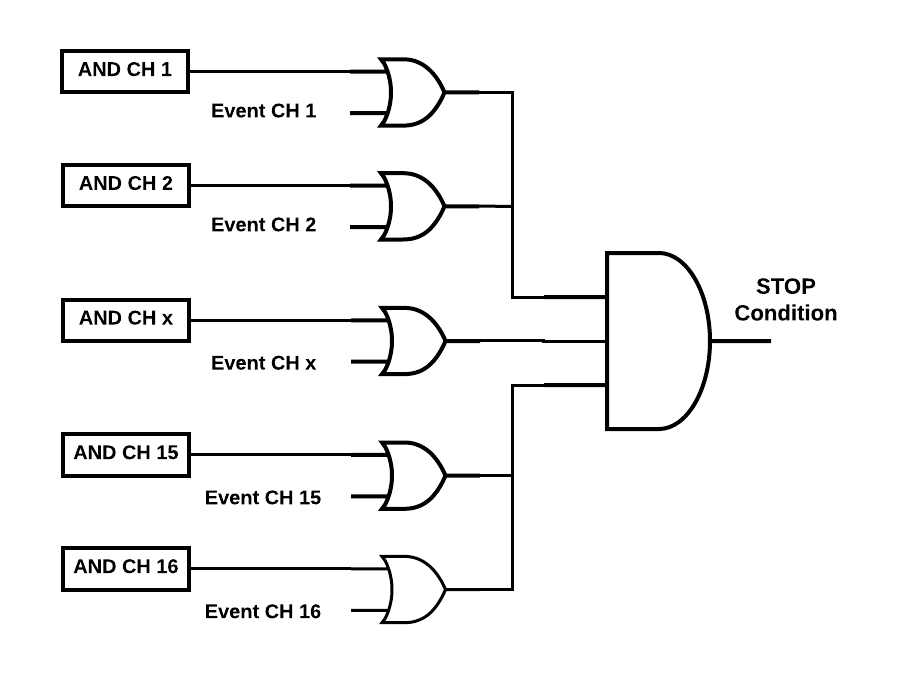 AND CH 1
Event CH 1
AND CH 2
Event CH 2
STOP
Condition
AND CH x
Event CH x
AND CH 15
Event CH 15
AND CH 16
Event CH 16